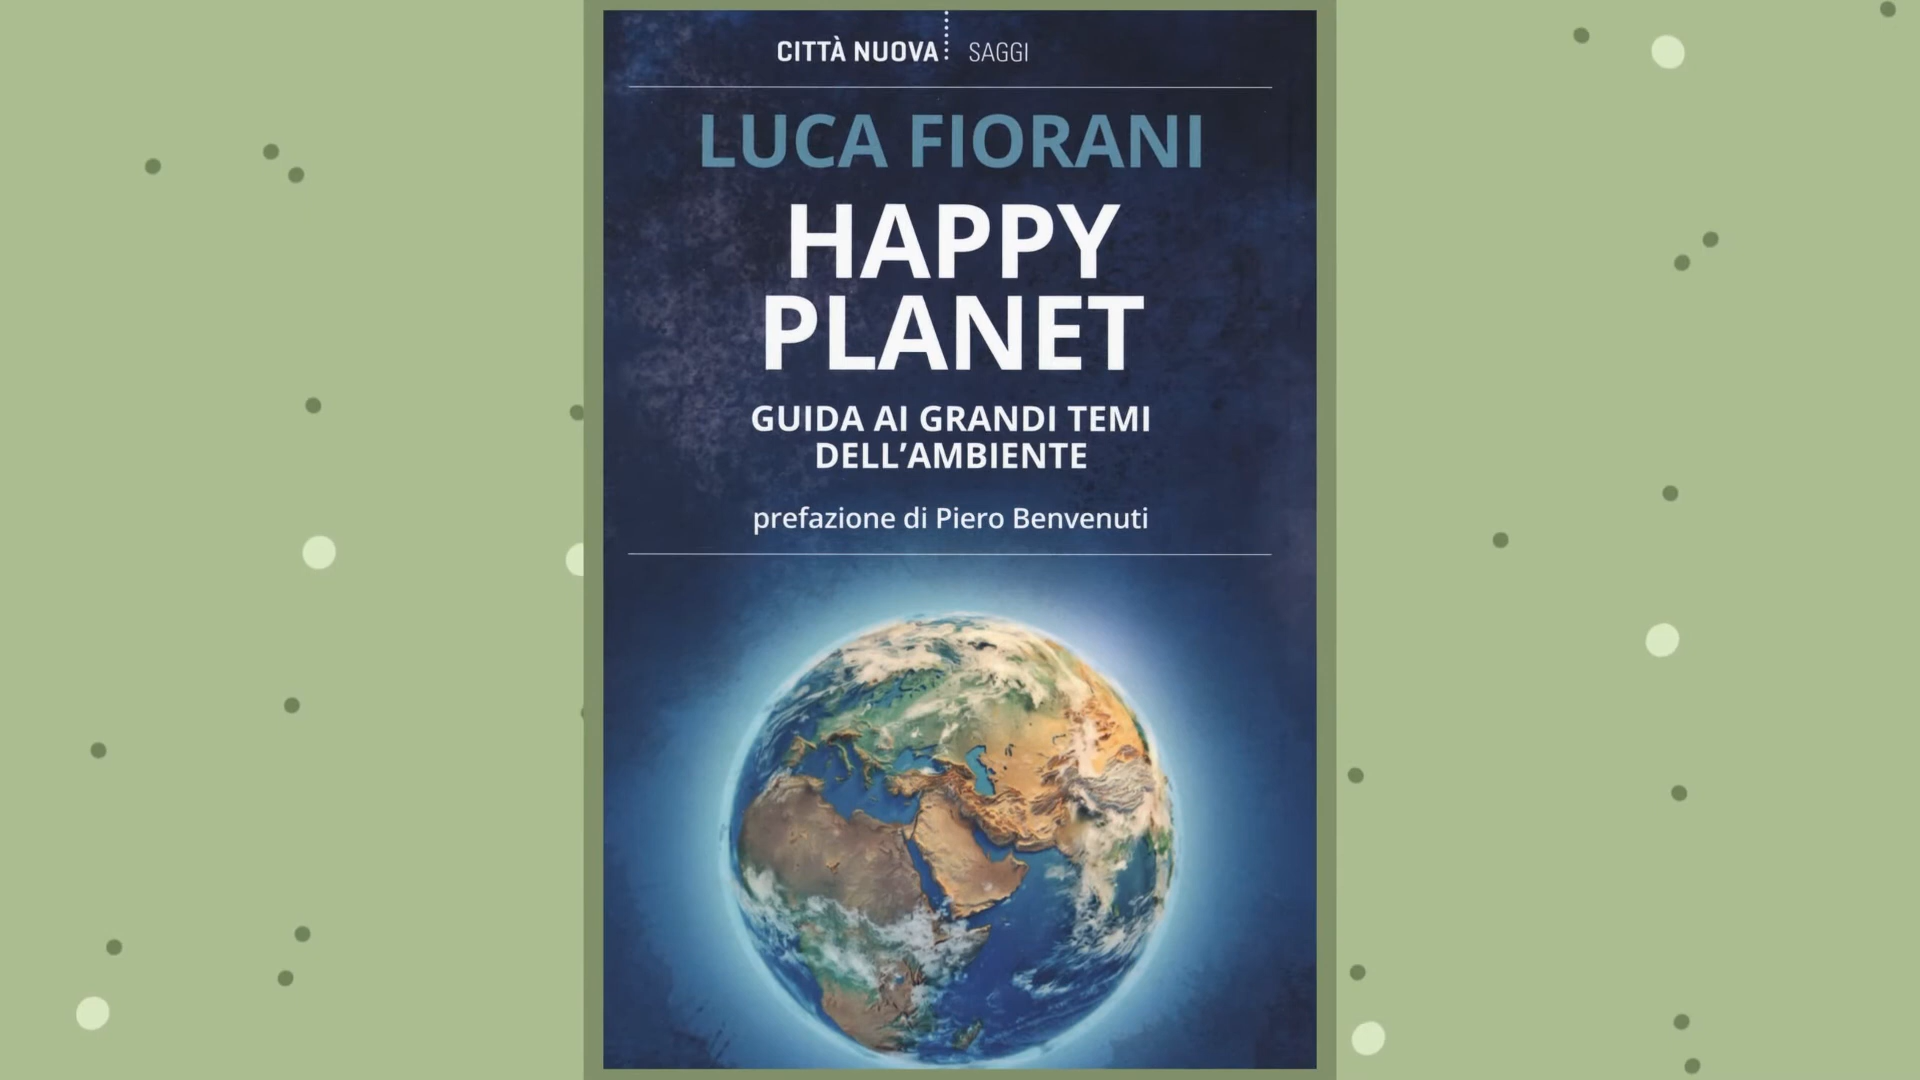 CITTÀ NUOVA SAGGI
LUCA FIORANI
HAPPY
PLANET
GUIDA AI GRANDI TEMI
DELL’AMBIENTE
prefazione di Piero Benvenuti